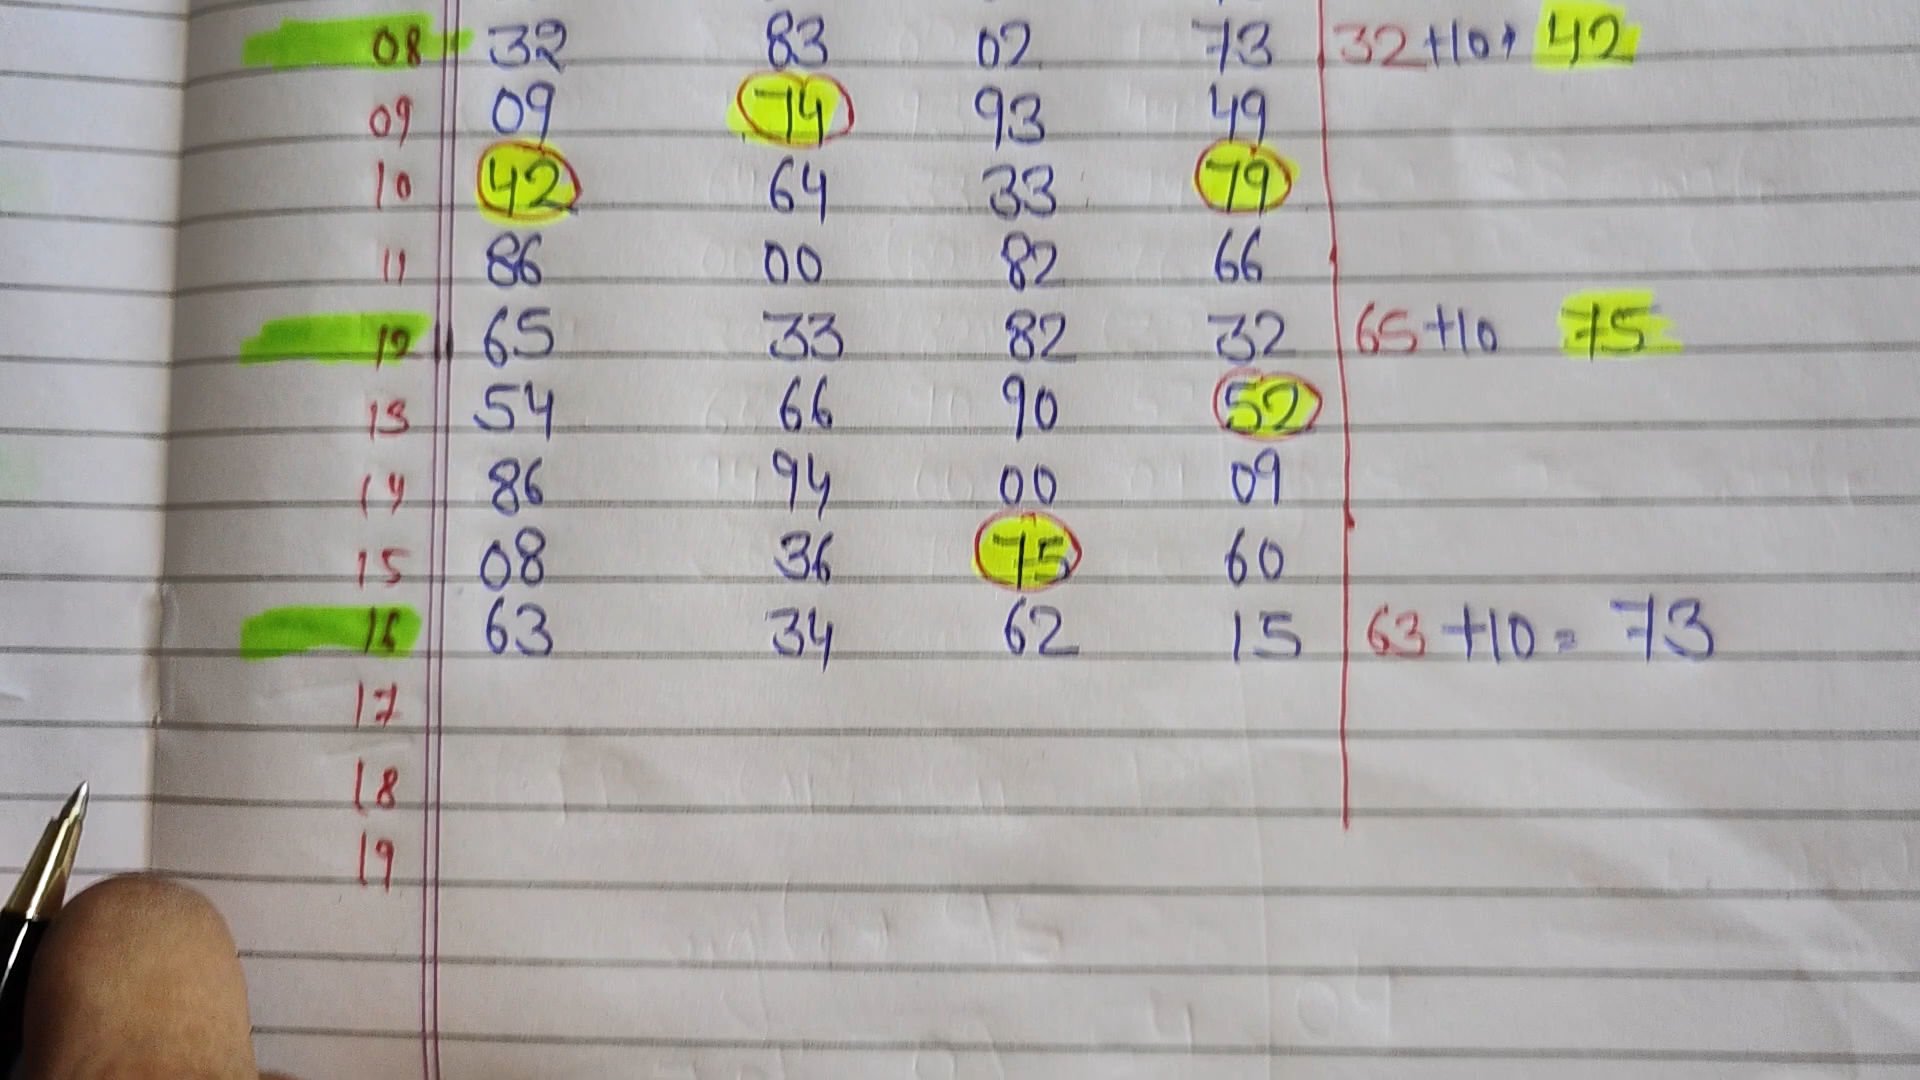 08 32 83 02 73 32+10+ 42
09 09 74 93 49
10 42 64 33 79
11 86 00 82 66
12 65 33 82 32 65+10 75
13 54 66 90 52
14 86 94 00 09
15 08 36 75 60
16 63 34 62 15 63+10= 73
17
18
19